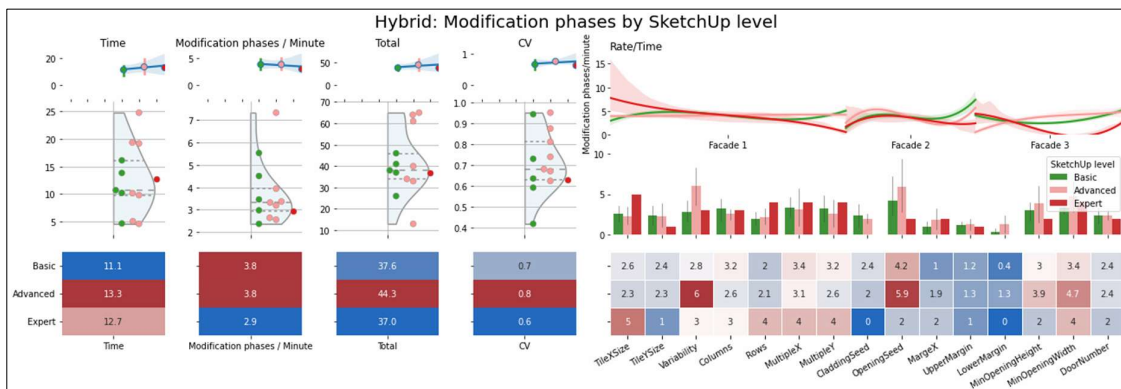 Hybrid: Modification phases by SketchUp level
Time
Modification phases / Minute
Total
CV
Rate/Time
20
0
5
0
50
0
1
0
Modification phases/minute
15
10
5
0
Facade 1
Facade 2
Facade 3
25
20
15
10
5
7
6
5
4
3
2
70
60
50
40
30
20
10
1.0
0.9
0.8
0.7
0.6
0.5
0.4
10
5
0
SketchUp level
Basic
Advanced
Expert
Basic
11.1
3.8
37.6
0.7
2.6
2.4
2.8
3.2
2
3.4
3.2
2.4
4.2
1
1.2
0.4
3
3.4
2.4
Advanced
13.3
3.8
44.3
0.8
2.3
2.3
6
2.6
2.1
3.1
2.6
2
5.9
1.9
1.3
1.3
3.9
4.7
2.4
Expert
12.7
2.9
37.0
0.6
5
1
3
3
4
4
4
0
2
2
1
0
2
4
2
Time
Modification phases / Minute
Total
CV
TileXSize
TileYSize
Variability
Columns
Rows
MultipleX
MultipleY
CladdingSeed
OpeningSeed
MargeX
UpperMargin
LowerMargin
MinOpeningHeight
MinOpeningWidth
DoorNumber